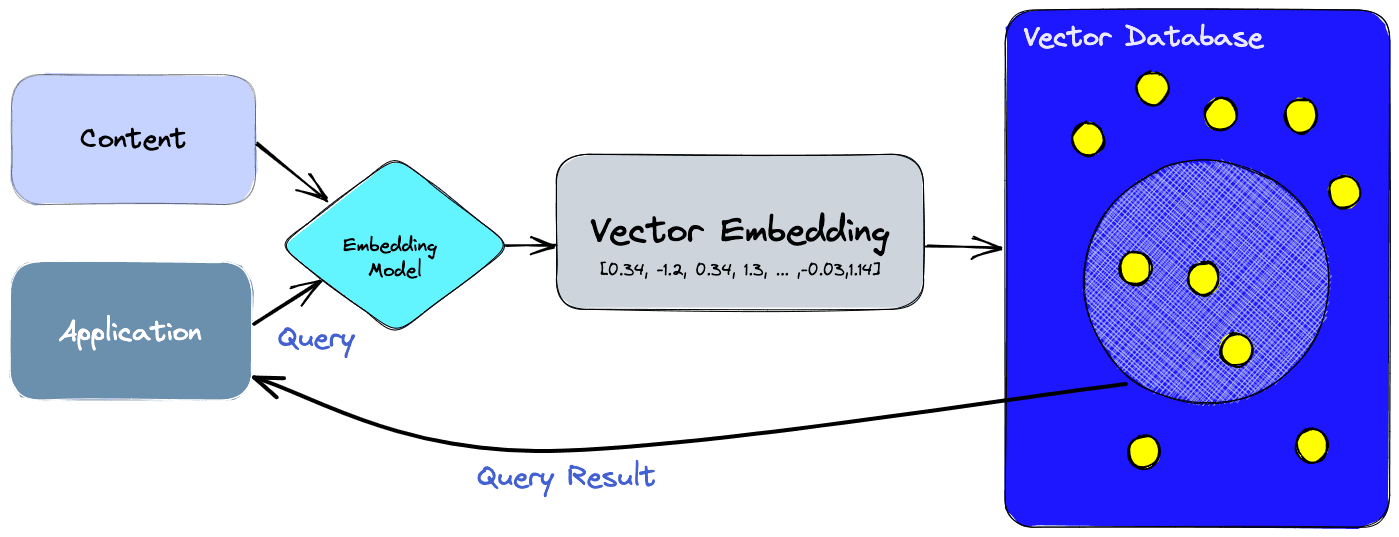 Vector Database
Content
Embedding
Model
Vector Embedding
[0.34, -1.2, 0.34, 1.3, ... ,-0.03,1.14]
Application
Query
Query Result